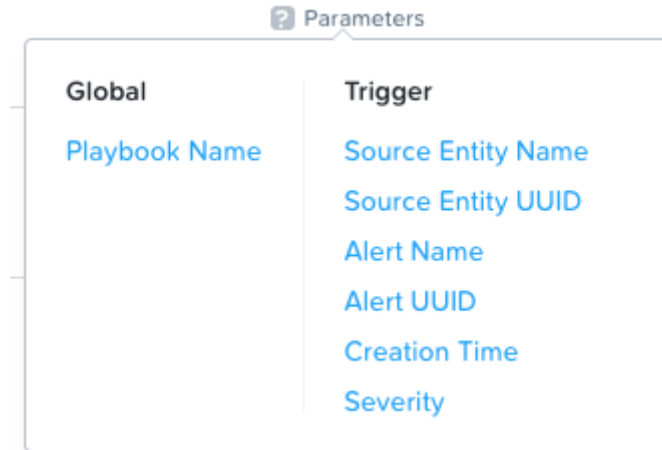 ? Parameters
Global
Playbook Name
Trigger
Source Entity Name
Source Entity UUID
Alert Name
Alert UUID
Creation Time
Severity